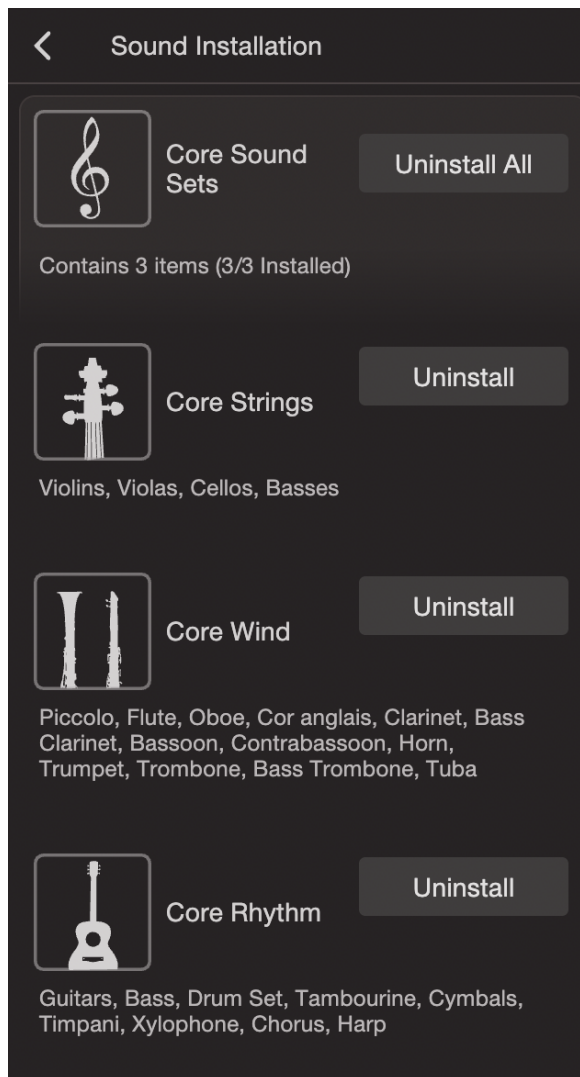 Sound Installation
Core Sound
Sets
Uninstall All
Contains 3 items (3/3 Installed)
Core Strings
Uninstall
Violins, Violas, Cellos, Basses
Core Wind
Uninstall
Piccolo, Flute, Oboe, Cor anglais, Clarinet, Bass
Clarinet, Bassoon, Contrabassoon, Horn,
Trumpet, Trombone, Bass Trombone, Tuba
Core Rhythm
Uninstall
Guitars, Bass, Drum Set, Tambourine, Cymbals,
Timpani, Xylophone, Chorus, Harp